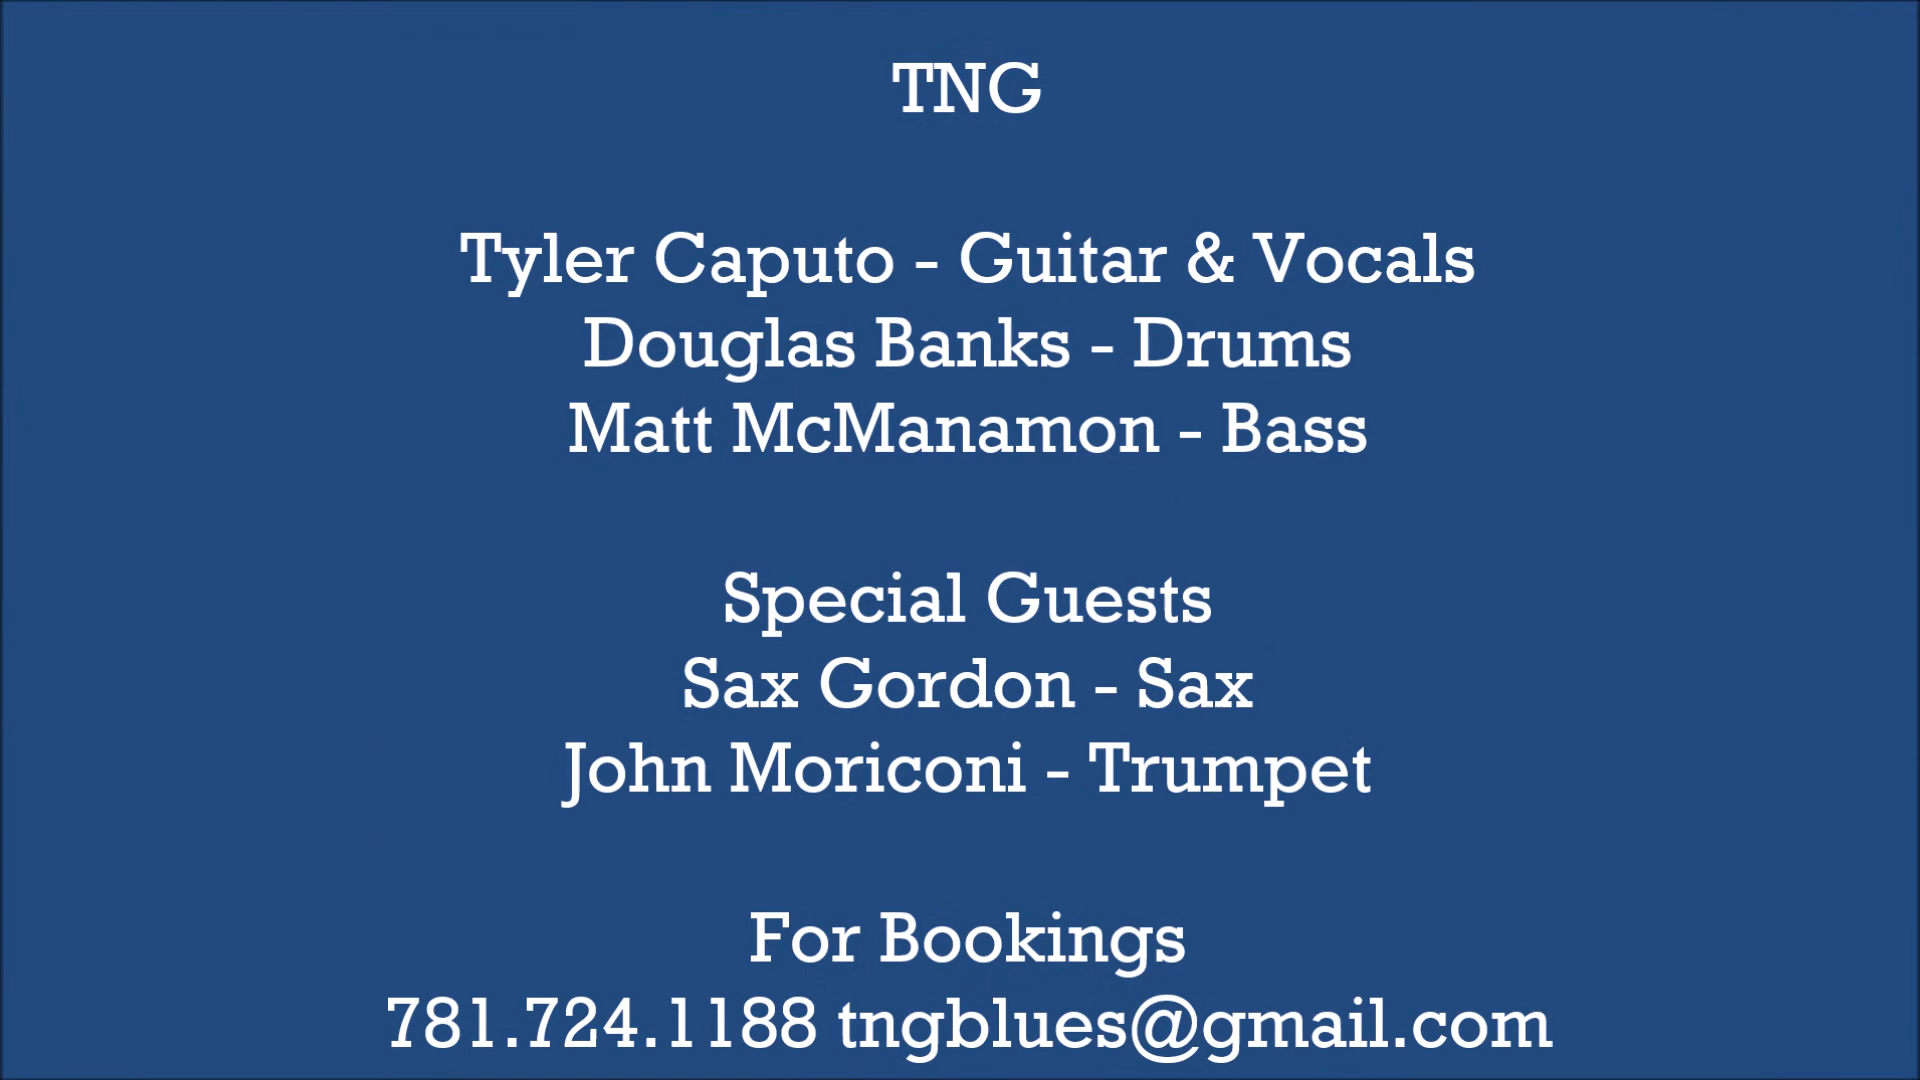 TNG
Tyler Caputo - Guitar & Vocals
Douglas Banks - Drums
Matt McManamon - Bass
Special Guests
Sax Gordon - Sax
John Moriconi - Trumpet
For Bookings
781.724.1188 tngblues@gmail.com